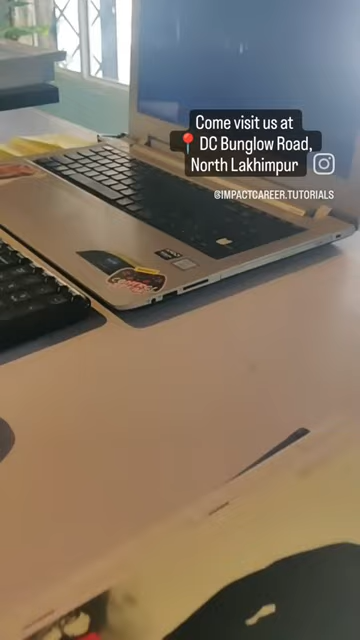 Come visit us at
📍 DC Bunglow Road,
North Lakhimpur
@IMPACTCAREER.TUTORIALS